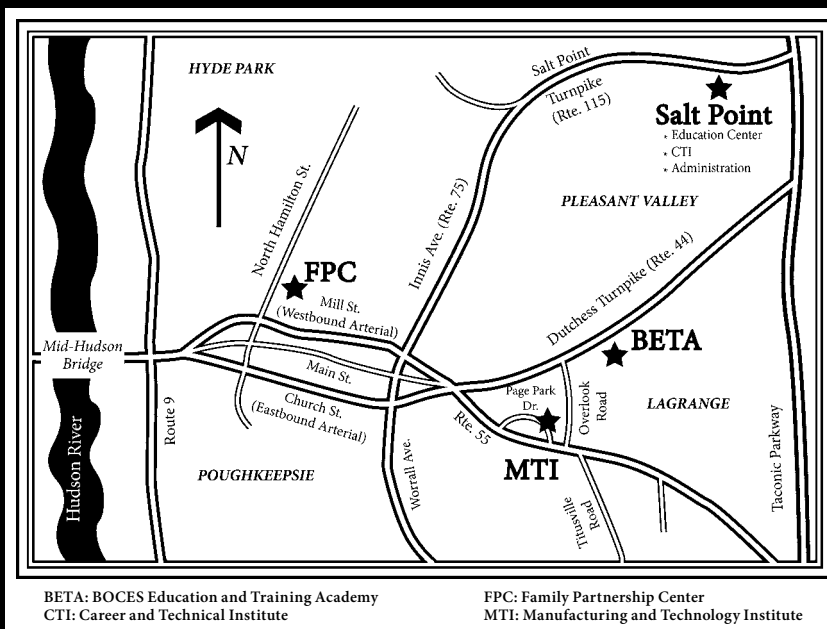 HYDE PARK
Salt Point
Turnpike
(Rte. 115)
Salt Point
⋆ Education Center
⋆ CTI
⋆ Administration
N
North Hamilton St.
Innis Ave. (Rte. 75)
PLEASANT VALLEY
FPC
Mill St.
(Westbound Arterial)
Dutchess Turnpike (Rte. 44)
Mid-Hudson
Bridge
BETA
Main St.
Page Park
Dr.
Overlook
Road
LAGRANGE
Church St.
(Eastbound Arterial)
Rte. 55
Route 9
Hudson River
POUGHKEEPSIE
Worrall Ave.
MTI
Titusville
Road
Taconic Parkway
BETA: BOCES Education and Training Academy
CTI: Career and Technical Institute
FPC: Family Partnership Center
MTI: Manufacturing and Technology Institute